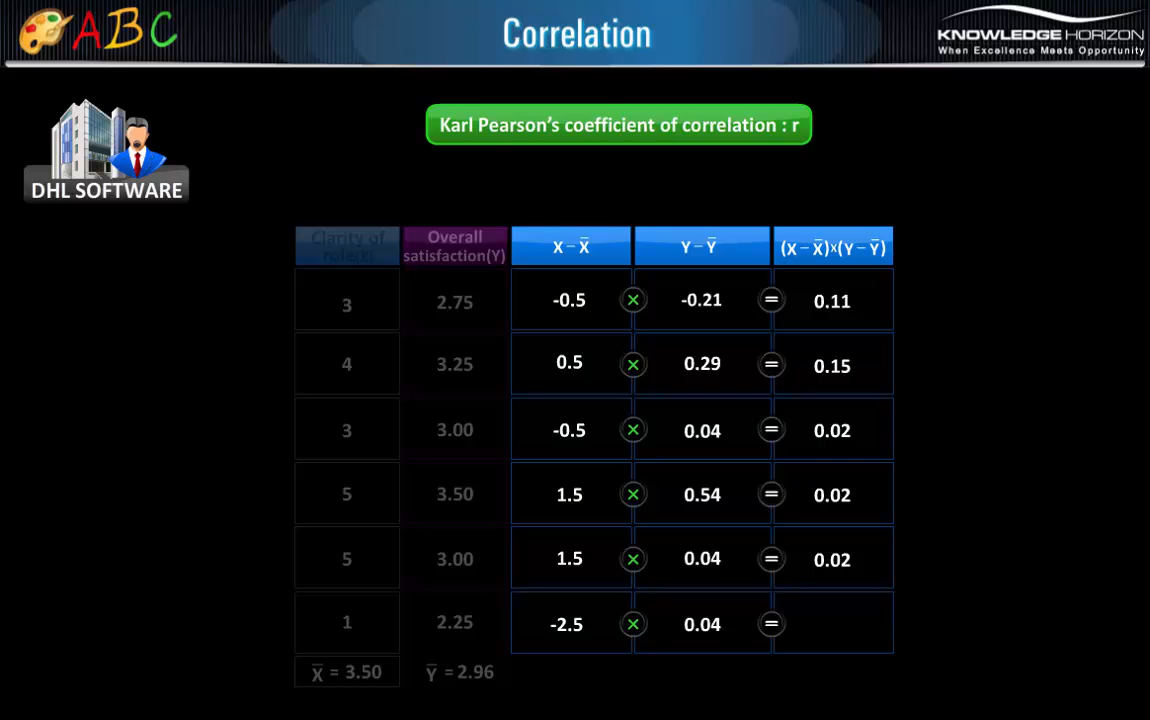 ABC
Correlation
KNOWLEDGE HORIZON
When Excellence Meets Opportunity
Karl Pearson's coefficient of correlation : r
DHL SOFTWARE
Clarity of role(£) Overall satisfaction(Y) X – X̄ Y – Ȳ (X – X̄)x(Y – Ȳ)
3 2.75 -0.5 × -0.21 = 0.11
4 3.25 0.5 × 0.29 = 0.15
3 3.00 -0.5 × 0.04 = 0.02
5 3.50 1.5 × 0.54 = 0.02
5 3.00 1.5 × 0.04 = 0.02
1 2.25 -2.5 × 0.04 =
X̄ = 3.50 Ȳ = 2.96